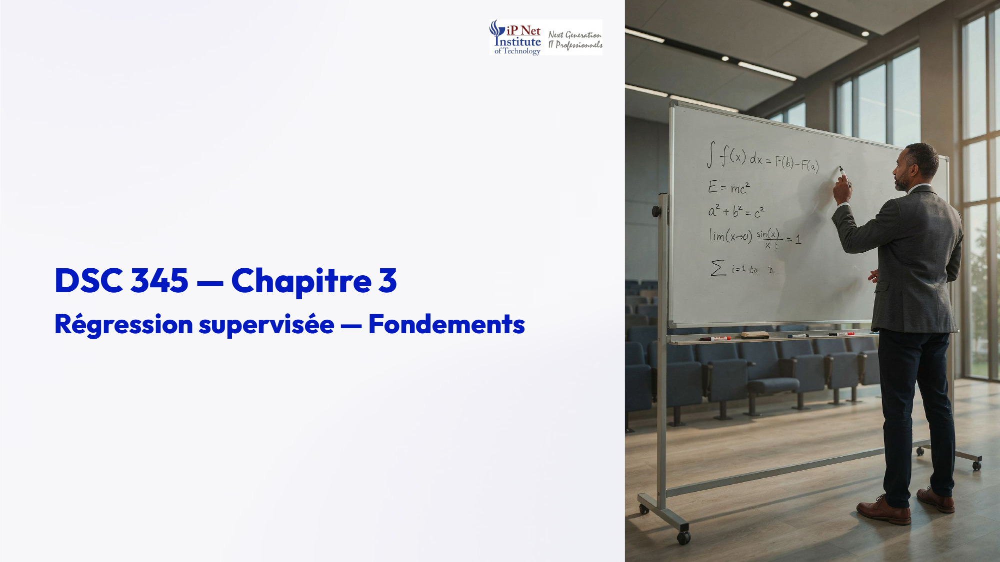 iP Net
Institute
of Technology
Next Generation
IT Professionnels
DSC 345 — Chapitre 3
Régression supervisée — Fondements
∫ f(x) dx = F(b)-F(a)
E = mc²
a² + b² = c²
lim(x→0) sin(x)/x = 1
∑ i=1 to